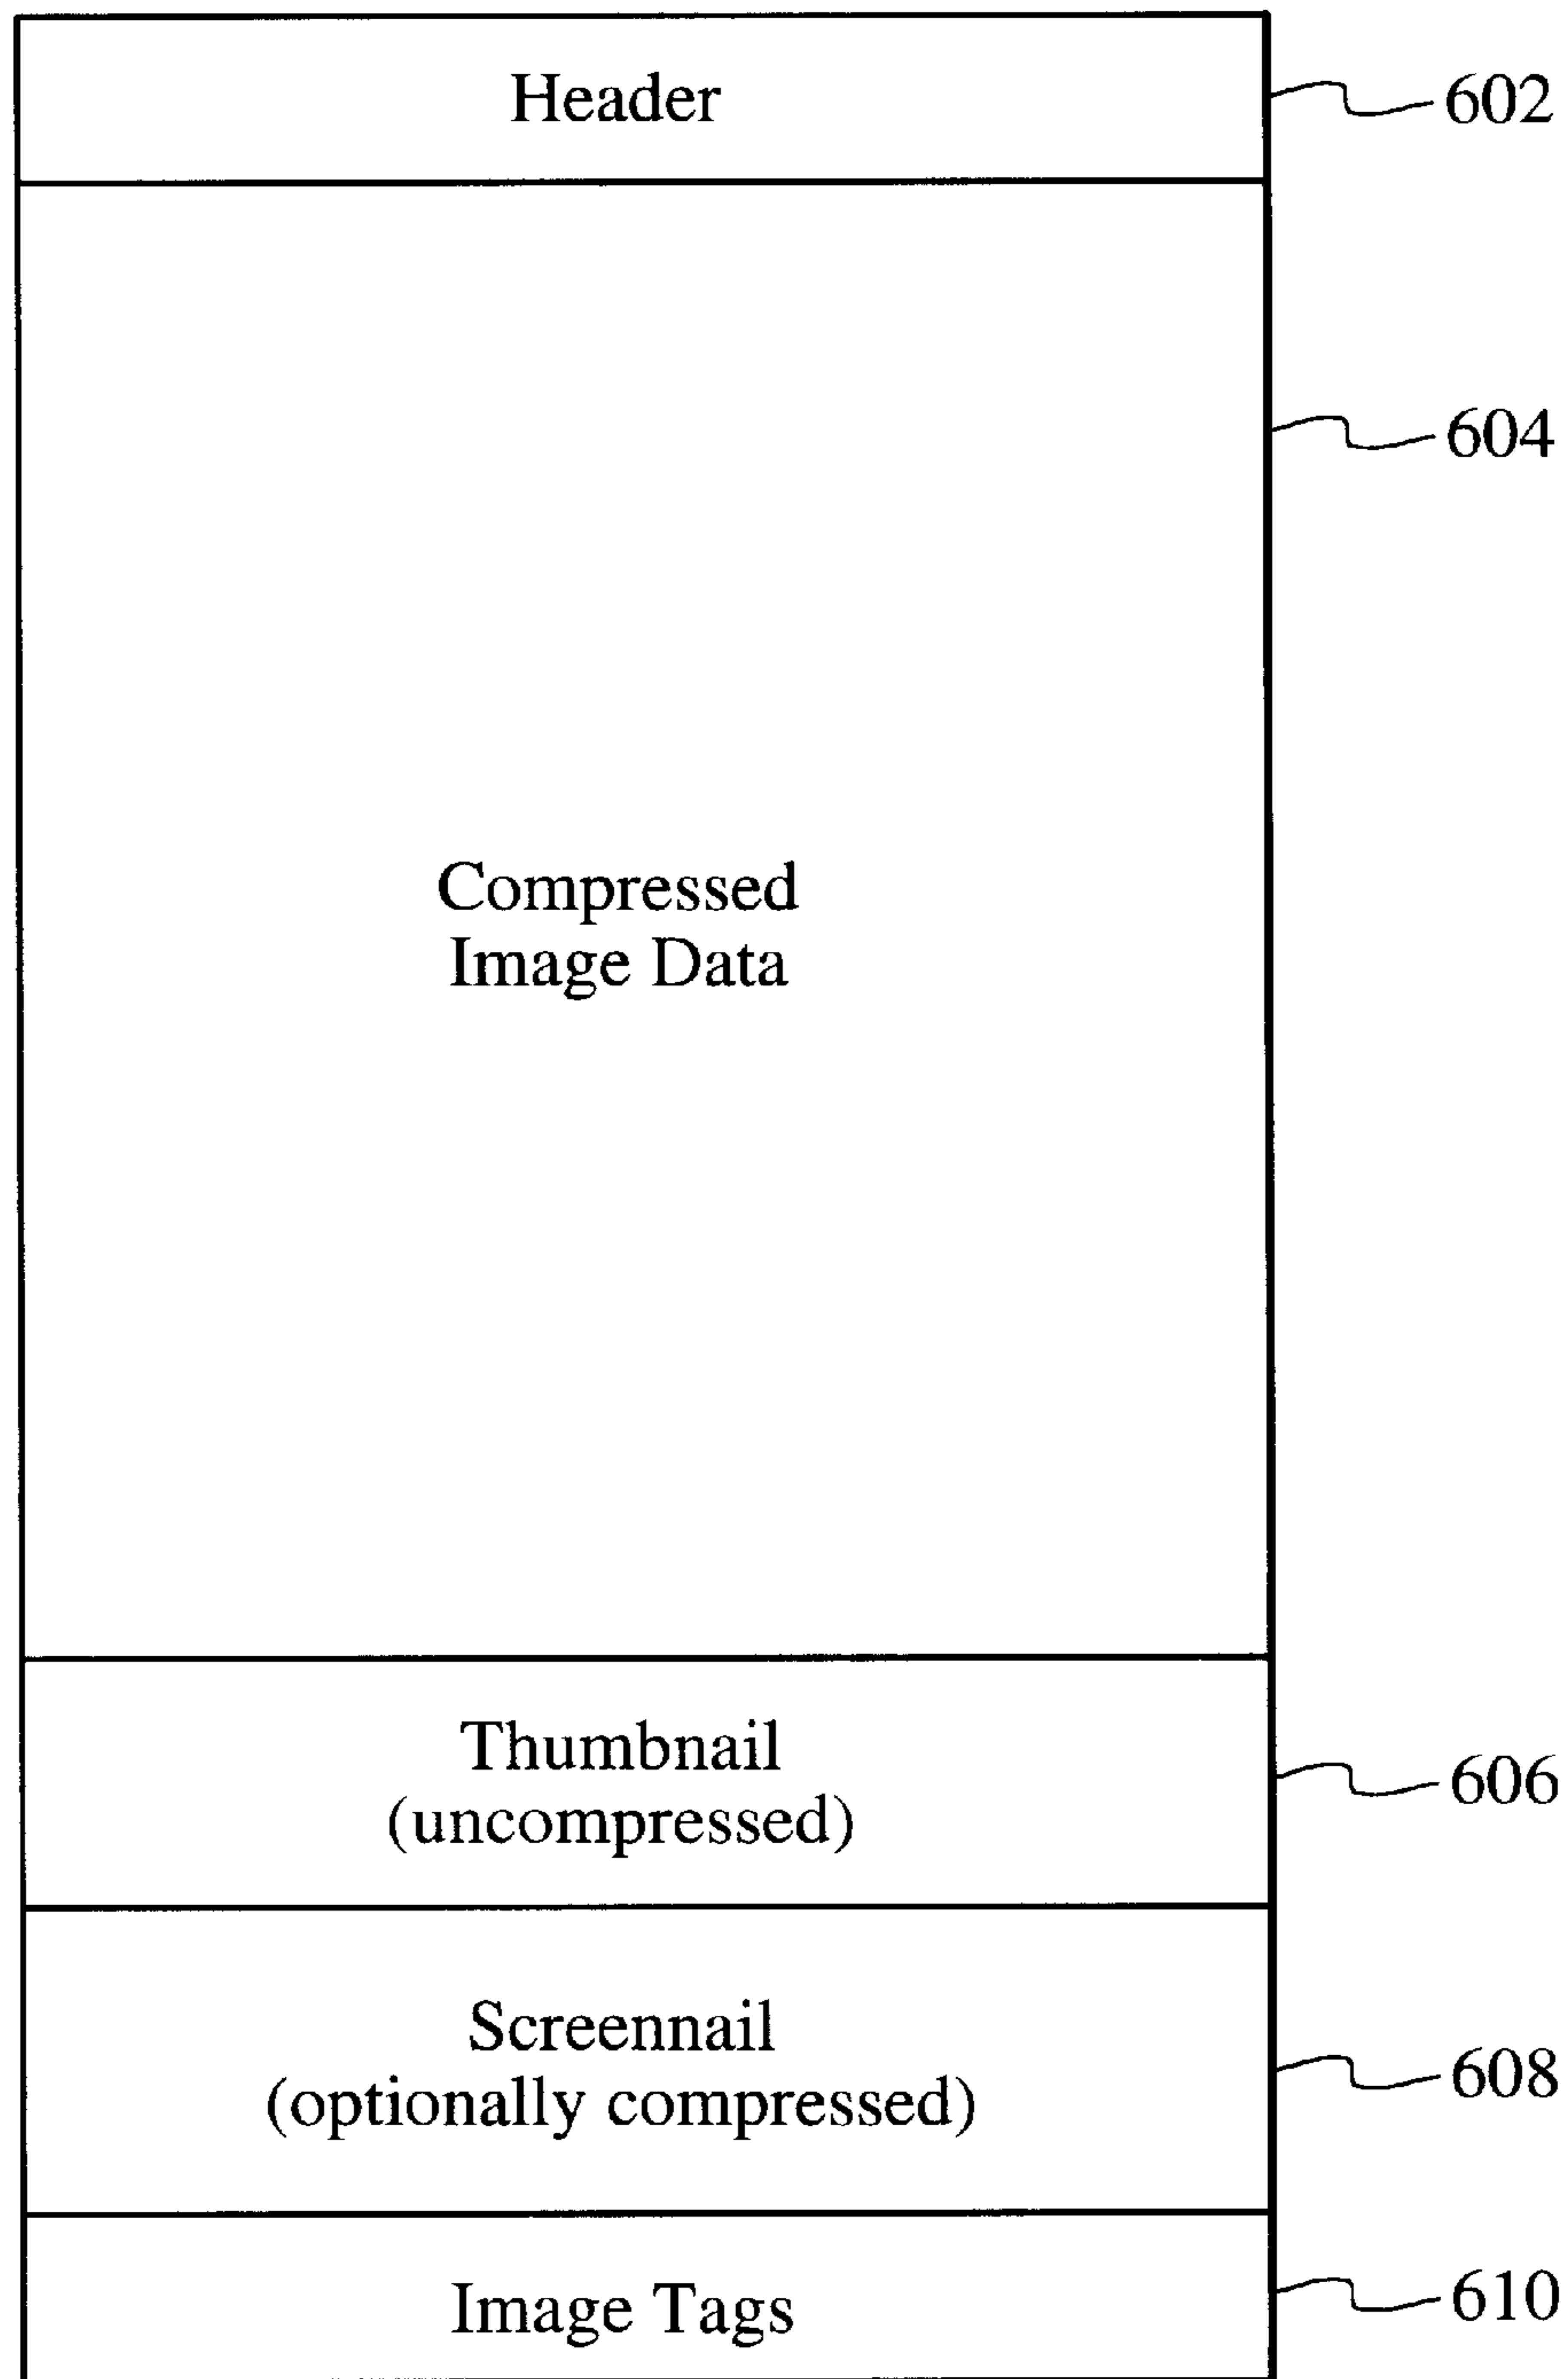 Header
602
604
Compressed
Image Data
Thumbnail
(uncompressed)
606
Screennail
(optionally compressed)
608
Image Tags
610